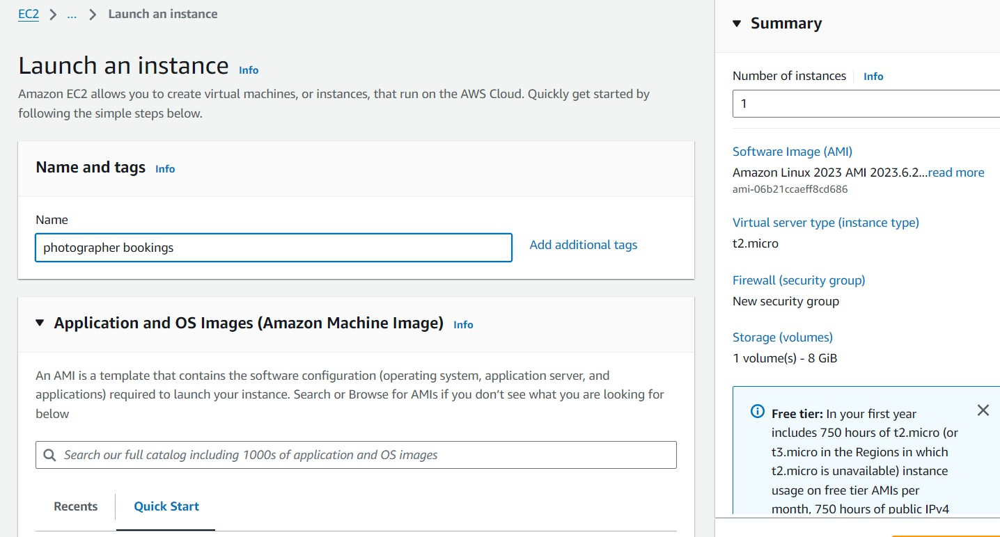 EC2 > ... > Launch an instance
Launch an instance Info
Amazon EC2 allows you to create virtual machines, or instances, that run on the AWS Cloud. Quickly get started by
following the simple steps below.
Name and tags Info
Name
photographer bookings
Add additional tags
Application and OS Images (Amazon Machine Image) Info
An AMI is a template that contains the software configuration (operating system, application server, and
applications) required to launch your instance. Search or Browse for AMIs if you don’t see what you are looking for
below
Search our full catalog including 1000s of application and OS images
Recents
Quick Start
Summary
Number of instances Info
1
Software Image (AMI)
Amazon Linux 2023 AMI 2023.6.2...read more
ami-06b21ccaeff8cd686
Virtual server type (instance type)
t2.micro
Firewall (security group)
New security group
Storage (volumes)
1 volume(s) - 8 GiB
Free tier: In your first year
includes 750 hours of t2.micro (or
t3.micro in the Regions in which
t2.micro is unavailable) instance
usage on free tier AMIs per
month, 750 hours of public IPv4